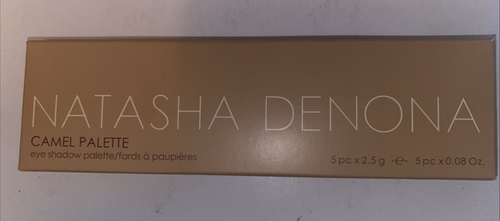 NATASHA DENONA
CAMEL PALETTE
eye shadow palette/fards à paupières
5 pc x 2.5 g ·e· 5 pc x 0.08 Oz.